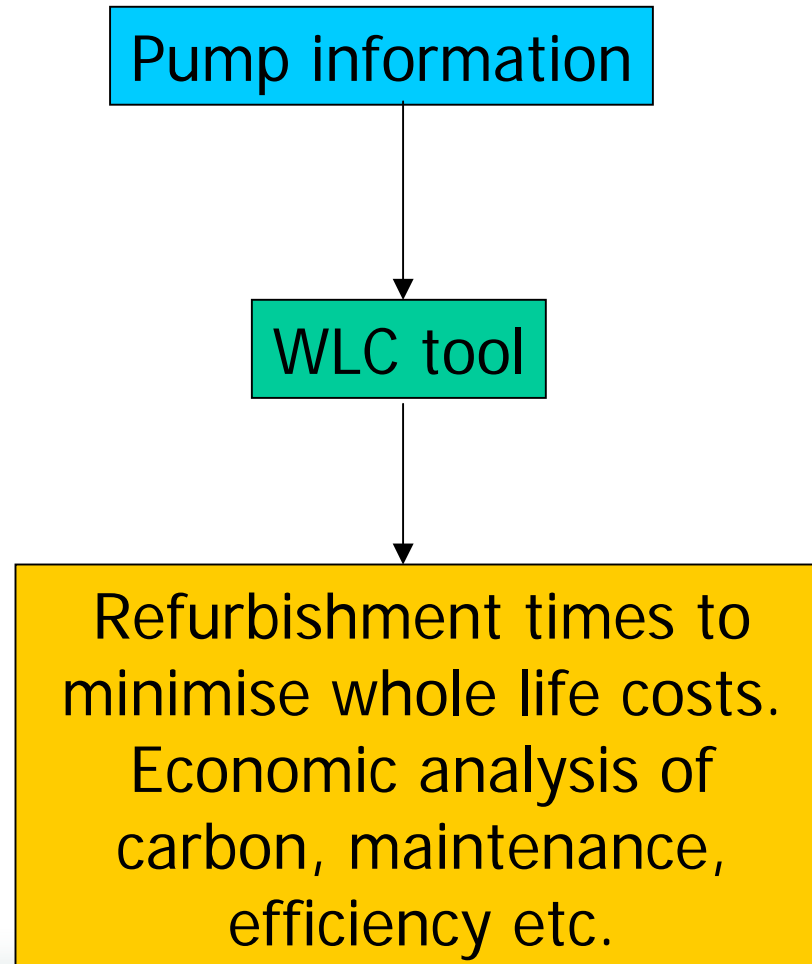 Pump information
WLC tool
Refurbishment times to
minimise whole life costs.
Economic analysis of
carbon, maintenance,
efficiency etc.